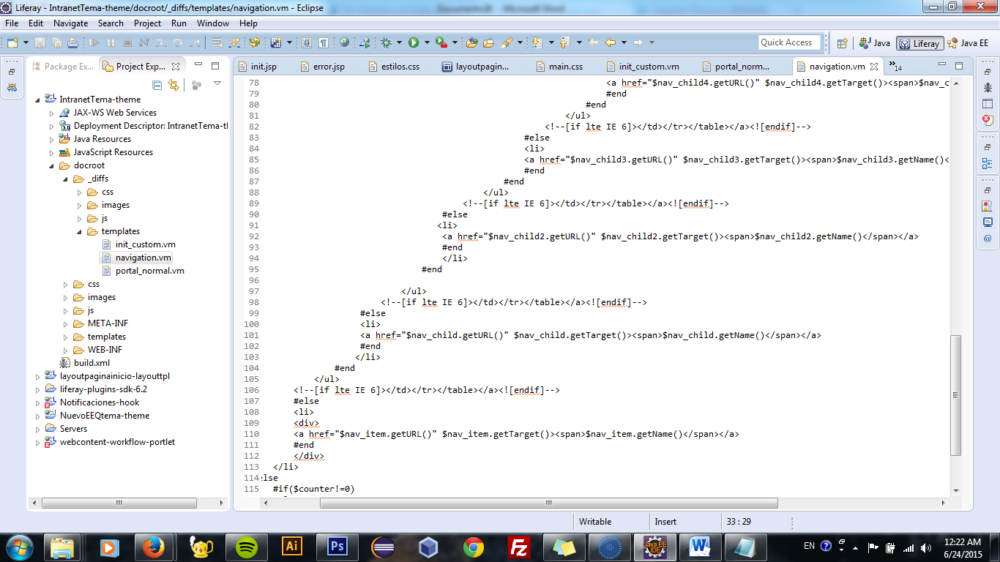 Liferay - IntranetTema-theme/docroot/_diffs/templates/navigation.vm - Eclipse
File Edit Navigate Search Project Run Window Help
Quick Access Java Liferay Java EE
Package Ex... Project Exp...
init.jsp error.jsp estilos.css layoutpagin... main.css init_custom.vm portal_norm... navigation.vm 14
IntranetTema-theme
JAX-WS Web Services
Deployment Descriptor: IntranetTema-tl
Java Resources
JavaScript Resources
docroot
_diffs
css
images
js
templates
init_custom.vm
navigation.vm
portal_normal.vm
css
images
js
META-INF
templates
WEB-INF
build.xml
layoutpaginainicio-layouttpl
liferay-plugins-sdk-6.2
Notificaciones-hook
NuevoEEQtema-theme
Servers
webcontent-workflow-portlet
78 <a href="$nav_child4.getURL()" $nav_child4.getTarget()><span>$nav_c
79 #end
80 #end
81 </ul>
82 <!--[if lte IE 6]></td></tr></table></a><![endif]-->
83 #else
84 <li>
85 <a href="$nav_child3.getURL()" $nav_child3.getTarget()><span>$nav_child3.getName()<
86 #end
87 #end
88 </ul>
89 <!--[if lte IE 6]></td></tr></table></a><![endif]-->
90 #else
91 <li>
92 <a href="$nav_child2.getURL()" $nav_child2.getTarget()><span>$nav_child2.getName()</span></a>
93 #end
94 </li>
95 #end
96
97 </ul>
98 <!--[if lte IE 6]></td></tr></table></a><![endif]-->
99 #else
100 <li>
101 <a href="$nav_child.getURL()" $nav_child.getTarget()><span>$nav_child.getName()</span></a>
102 #end
103 </li>
104 #end
105 </ul>
106 <!--[if lte IE 6]></td></tr></table></a><![endif]-->
107 #else
108 <li>
109 <div>
110 <a href="$nav_item.getURL()" $nav_item.getTarget()><span>$nav_item.getName()</span></a>
111 #end
112 </div>
113 </li>
114 lse
115 #if($counter!=0)
Writable Insert 33 : 29
Ai Ps Fz Java EE IDE W EN 12:22 AM
6/24/2015